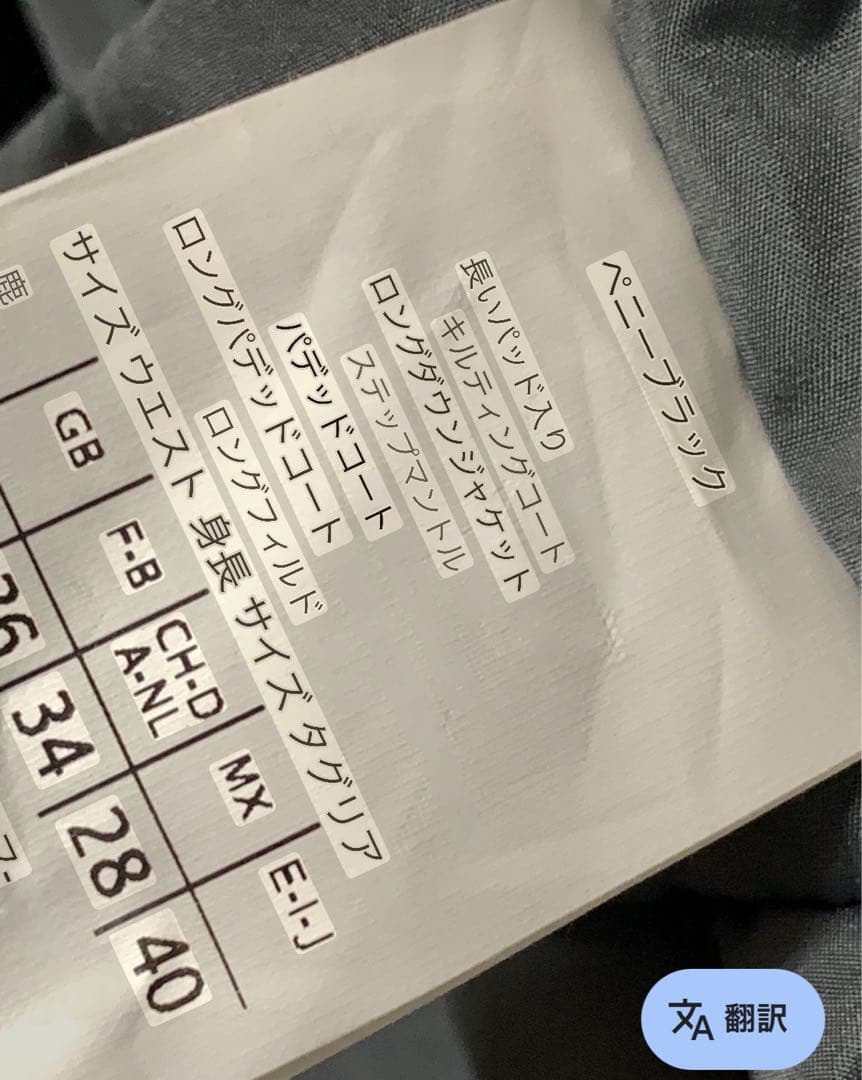 ペニーブラック
長いパッド入り
キルティングコート
ロングダウンジャケット
ステップマントル
パデッドコート
ロングパデッドコート
ロングフィルド
サイズ ウエスト 身長 サイズ タグリア
GB F-B CH-D MX E-I-J
A-NL
34 28 40
翻訳